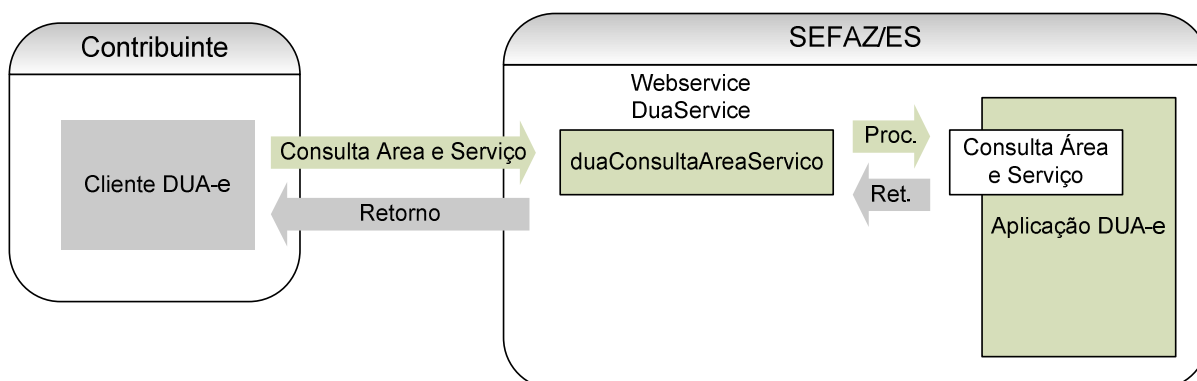 Contribuinte
SEFAZ/ES
Cliente DUA-e
Consulta Area e Serviço
Retorno
Webservice
DuaService
duaConsultaAreaServico
Proc.
Ret.
Consulta Área
e Serviço
Aplicação DUA-e